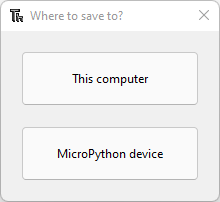 Where to save to?
This computer
MicroPython device